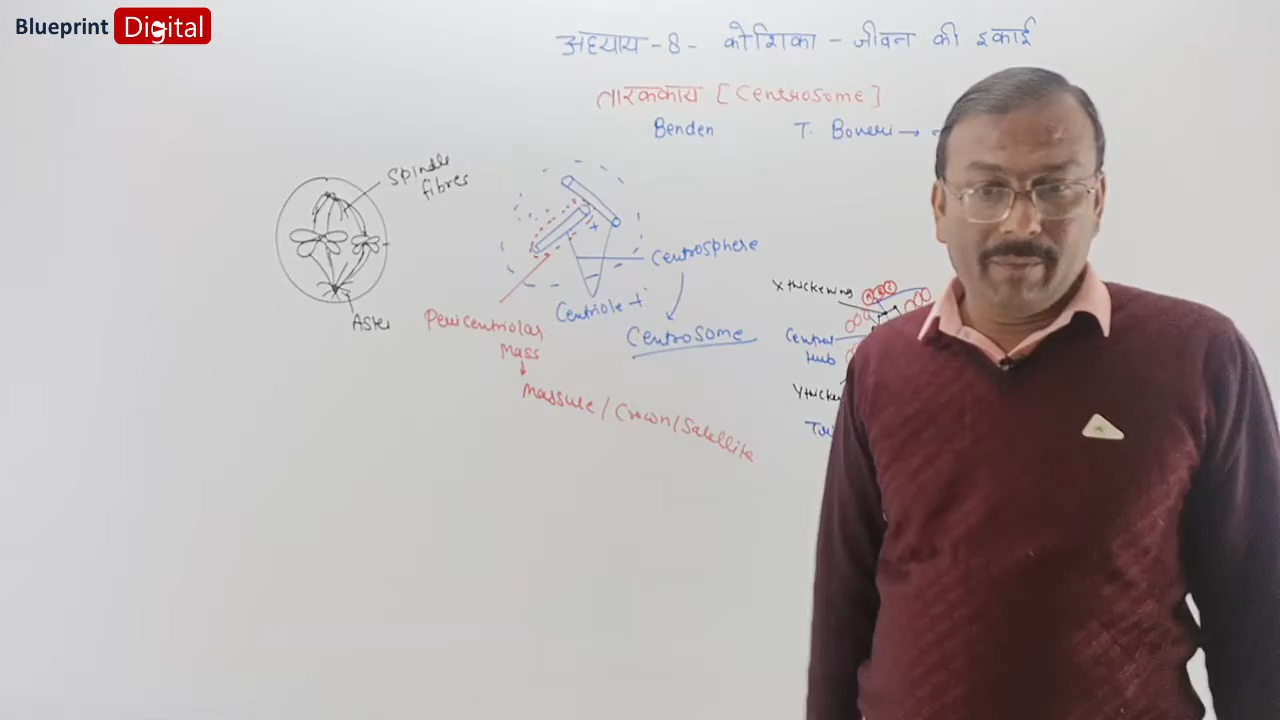 Blueprint Digital
अध्याय - 8 - कोशिका - जीवन की इकाई
तारककाय [Centrosome]
Benden T. Boveri →
Spindle
fibres
Aster
Centrosphere
Centriole +
Centrosome
Pericentriolar
Mass
Massule / Crown / Satellite
X thickening
Central
Hub